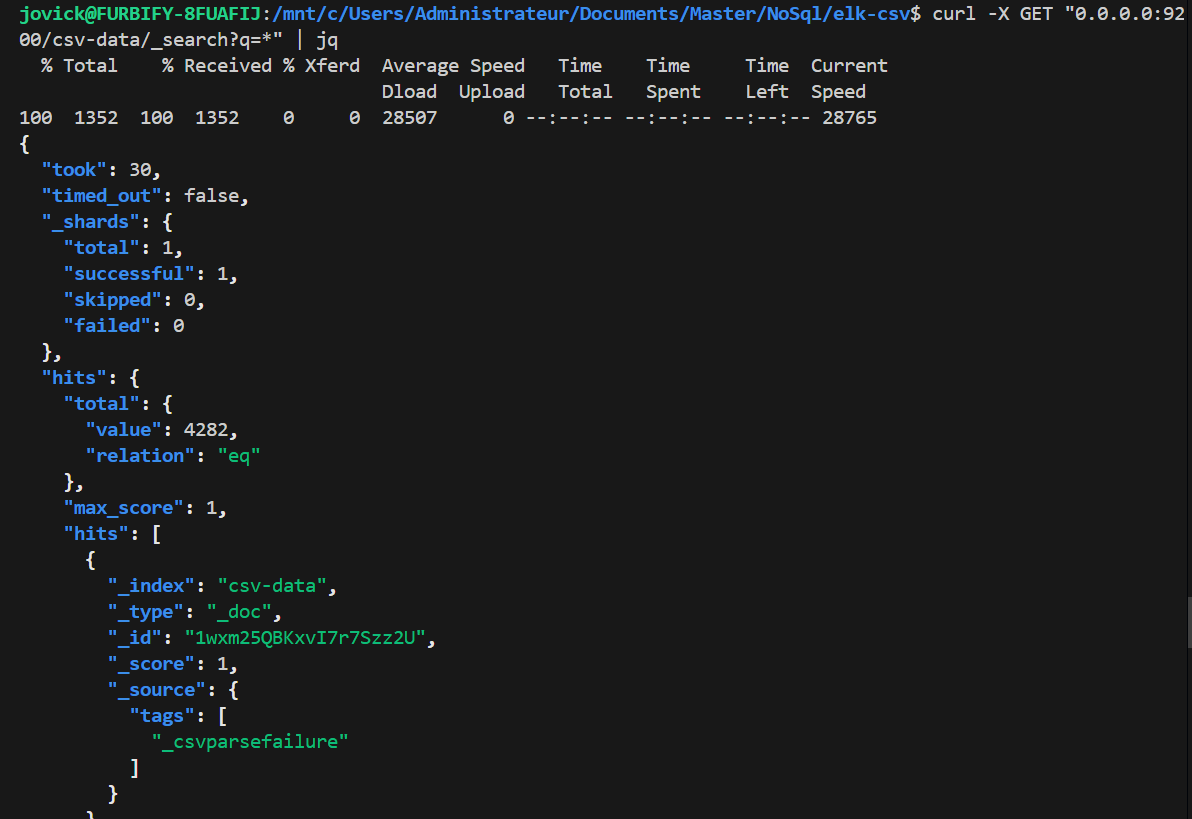 jovick@FURBIFY-8FUAFIJ:/mnt/c/Users/Administrateur/Documents/Master/NoSql/elk-csv$ curl -X GET "0.0.0.0:92
00/csv-data/_search?q=*" | jq
  % Total    % Received % Xferd  Average Speed   Time    Time     Time  Current
                                 Dload  Upload   Total   Spent    Left  Speed
100  1352  100  1352    0     0  28507      0 --:--:-- --:--:-- --:--:-- 28765
{
  "took": 30,
  "timed_out": false,
  "_shards": {
    "total": 1,
    "successful": 1,
    "skipped": 0,
    "failed": 0
  },
  "hits": {
    "total": {
      "value": 4282,
      "relation": "eq"
    },
    "max_score": 1,
    "hits": [
      {
        "_index": "csv-data",
        "_type": "_doc",
        "_id": "1wxm25QBKxvI7r7Szz2U",
        "_score": 1,
        "_source": {
          "tags": [
            "_csvparsefailure"
          ]
        }
      }